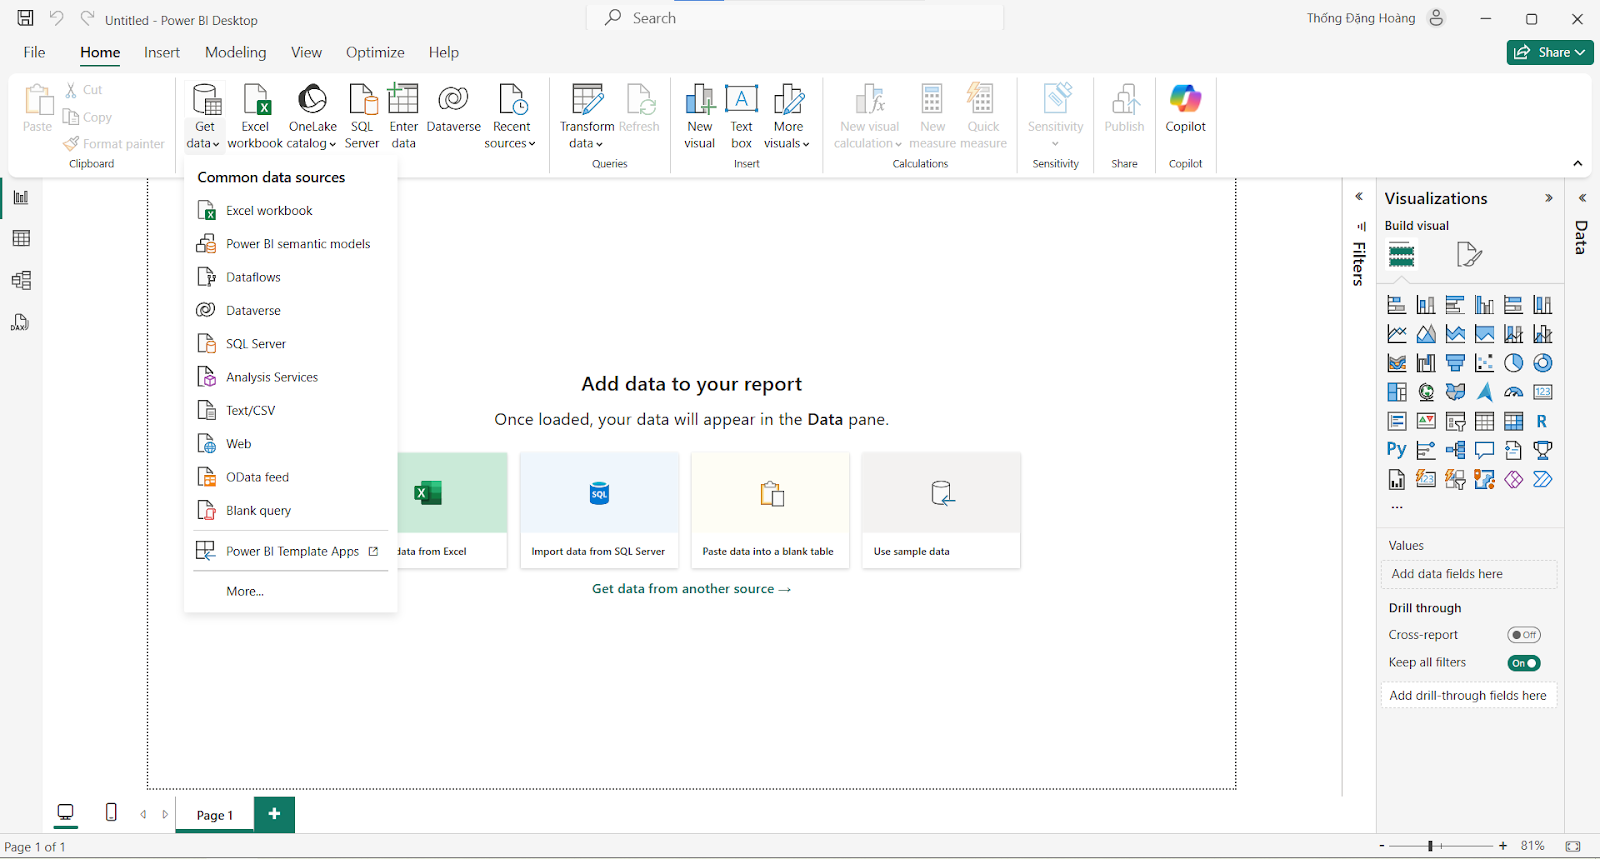 Untitled - Power BI Desktop
Search
Thống Đặng Hoàng
File Home Insert Modeling View Optimize Help
Share
Paste
Cut
Copy
Format painter
Clipboard
Get data
Excel workbook
OneLake catalog
SQL Server
Enter data
Dataverse
Recent sources
Transform data
Refresh
Queries
New visual
Text box
More visuals
Insert
New visual calculation
New measure
Quick measure
Calculations
Sensitivity
Sensitivity
Publish
Share
Copilot
Copilot
Common data sources
Excel workbook
Power BI semantic models
Dataflows
Dataverse
SQL Server
Analysis Services
Text/CSV
Web
OData feed
Blank query
Power BI Template Apps
More...
Add data to your report
Once loaded, your data will appear in the Data pane.
data from Excel
SQL
Import data from SQL Server
Paste data into a blank table
Use sample data
Get data from another source →
Filters
Visualizations
Build visual
123
R
Py
123
...
Values
Add data fields here
Drill through
Cross-report
Off
Keep all filters
On
Add drill-through fields here
Data
DAX
Page 1
+
Page 1 of 1
- + 81%